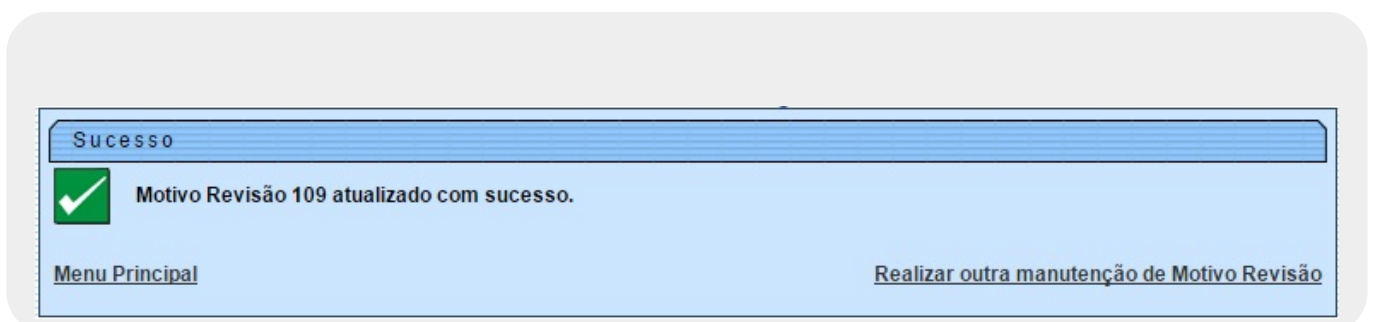 Sucesso
Motivo Revisão 109 atualizado com sucesso.
Menu Principal
Realizar outra manutenção de Motivo Revisão